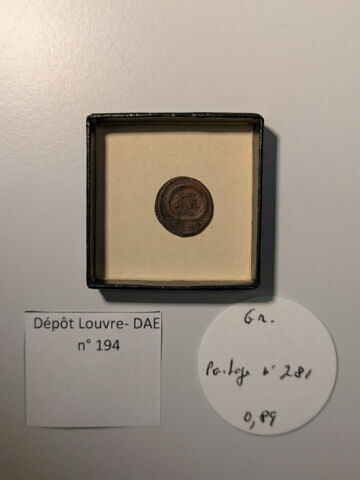 Dépôt Louvre- DAE
n° 194
Gr.
Partage n° 281
0,89